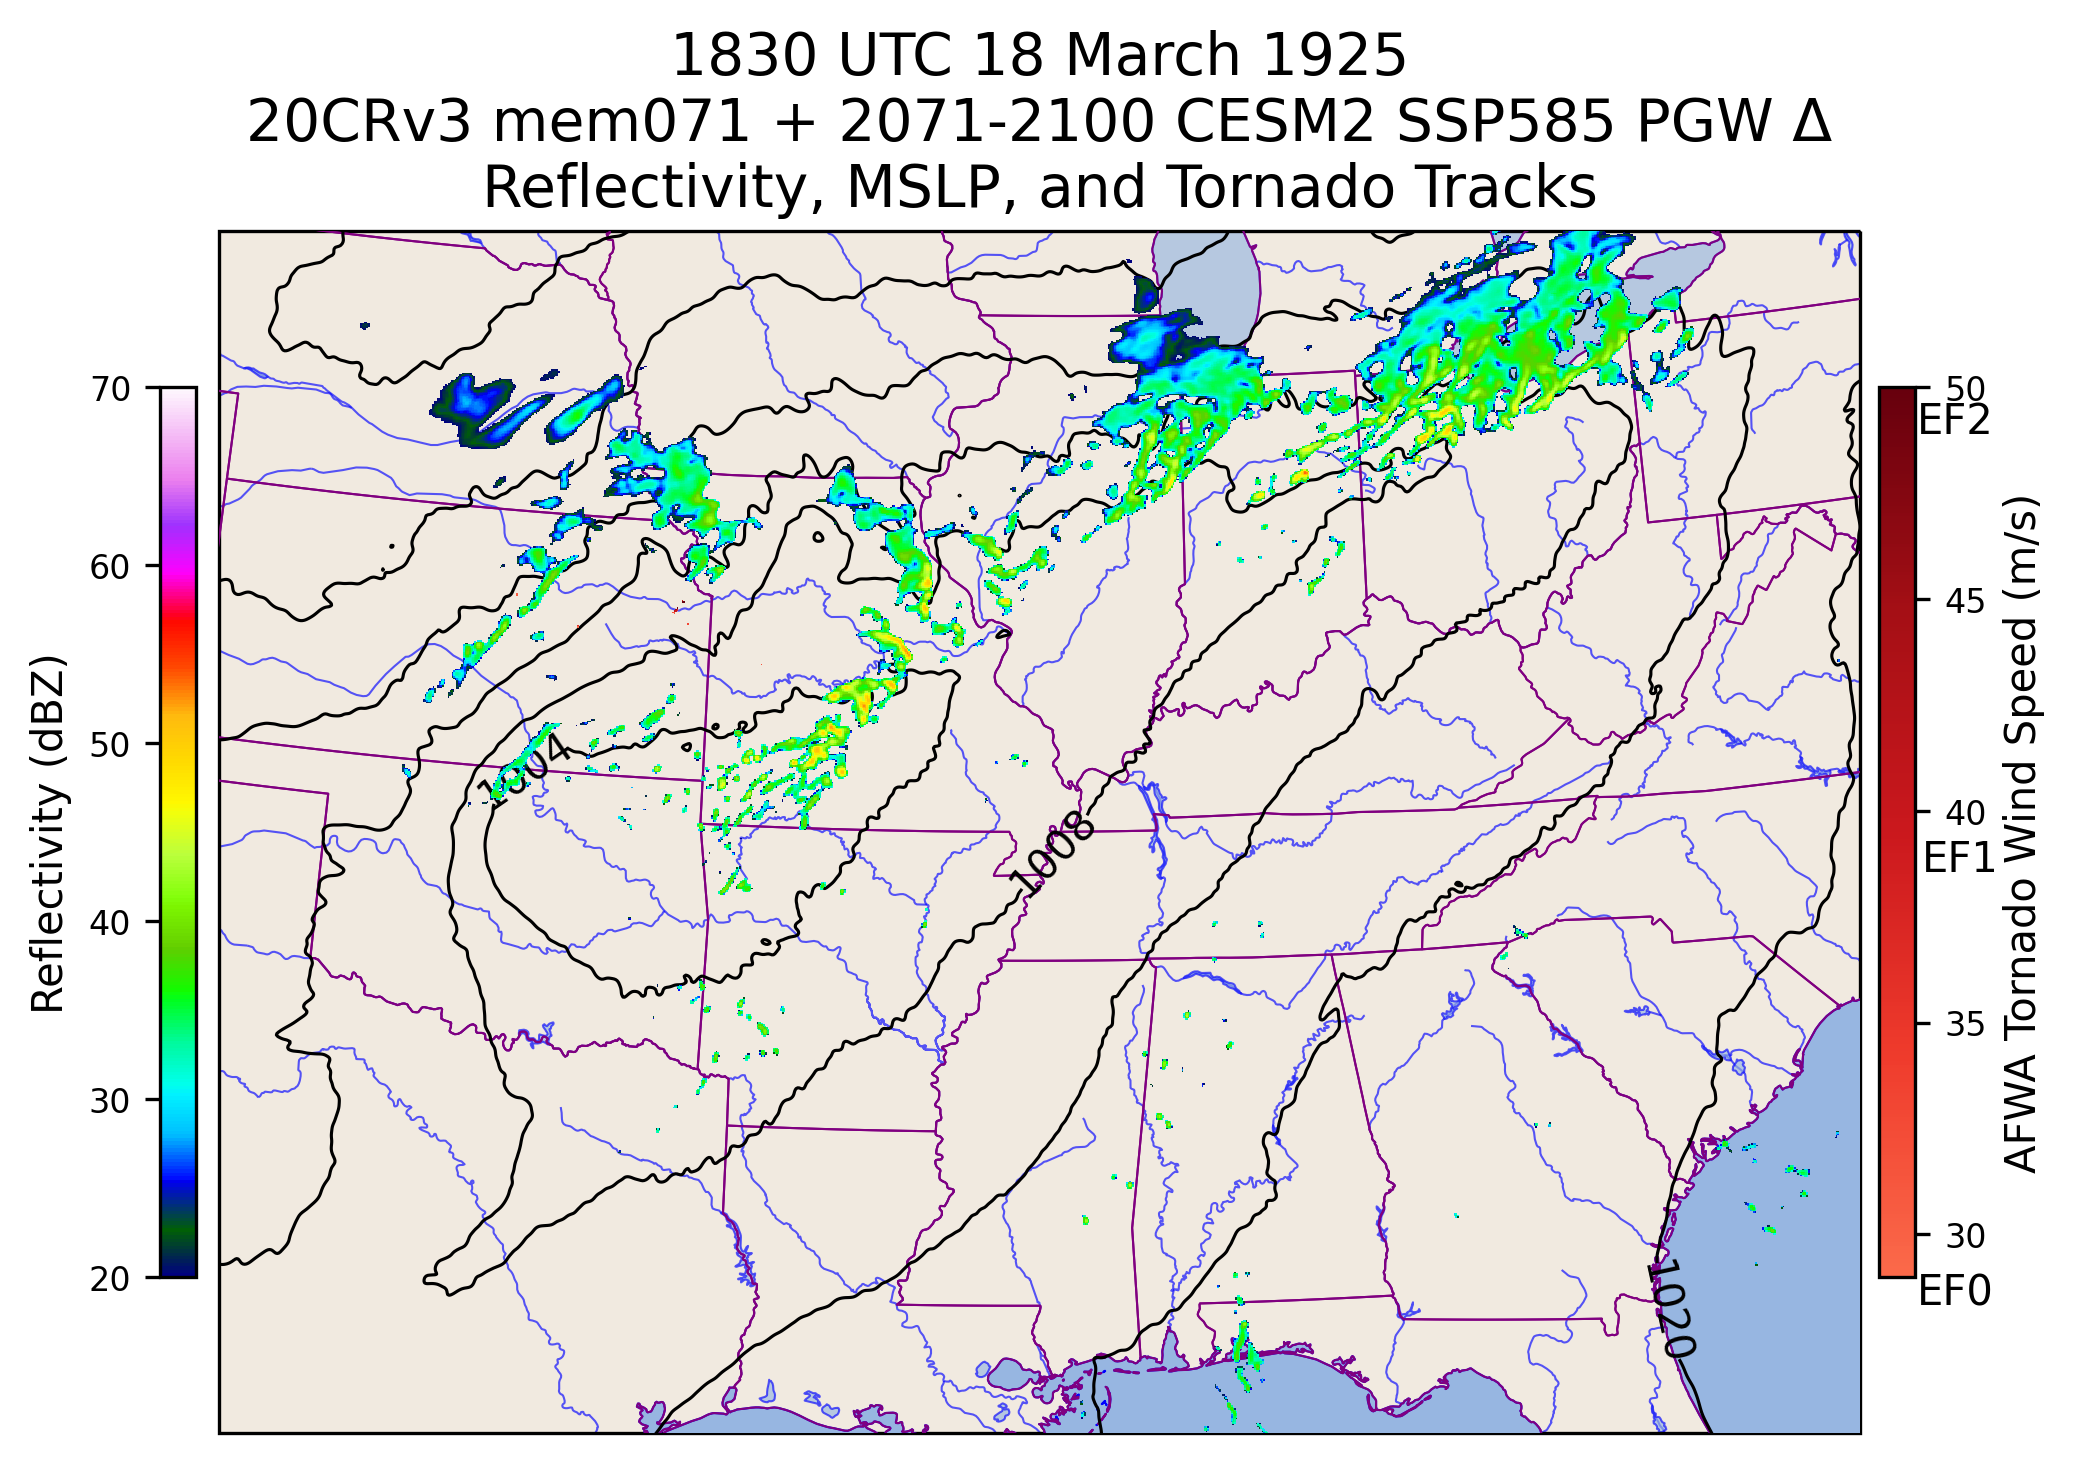 1830 UTC 18 March 1925
20CRv3 mem071 + 2071-2100 CESM2 SSP585 PGW Δ
Reflectivity, MSLP, and Tornado Tracks
70
60
50
40
30
20
Reflectivity (dBZ)
1004
1008
1020
50
EF2
45
40
EF1
35
30
EF0
AFWA Tornado Wind Speed (m/s)